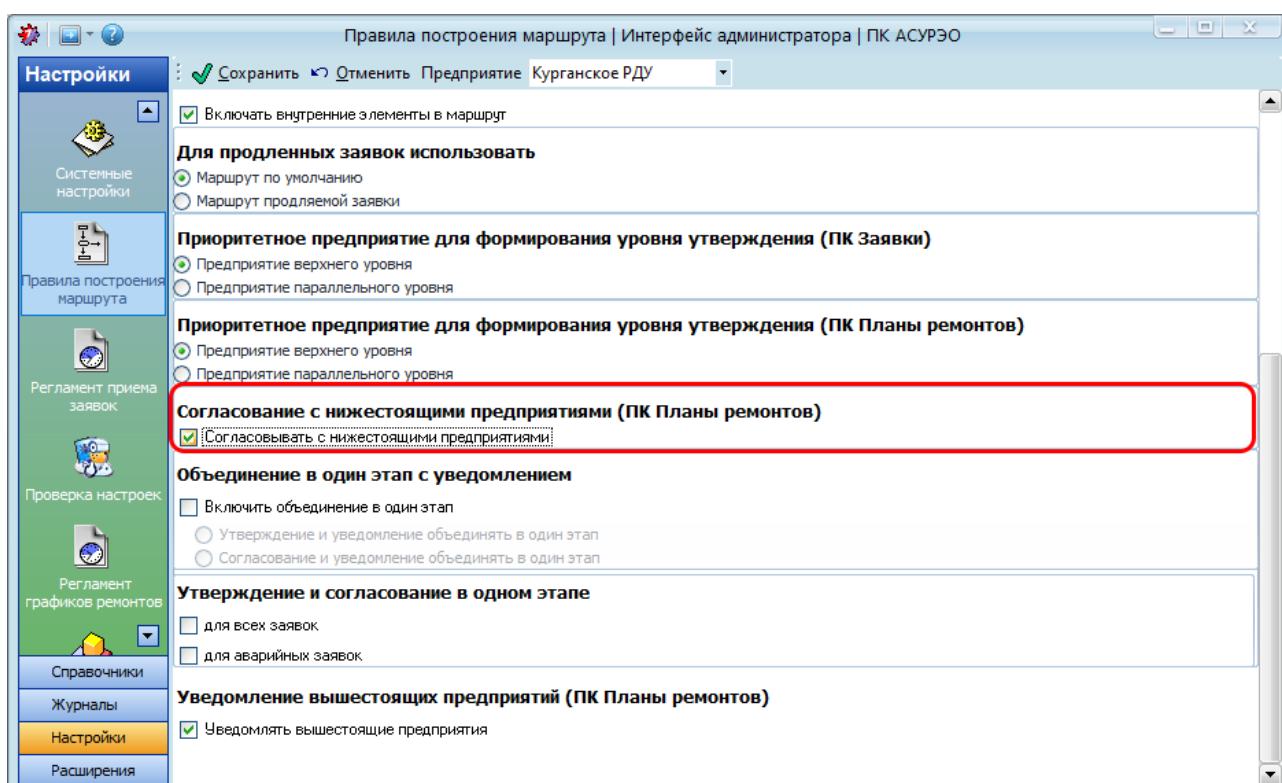 Правила построения маршрута | Интерфейс администратора | ПК АСУРЭО
Настройки
Сохранить Отменить Предприятие Курганское РДУ
Системные
настройки
Правила построения
маршрута
Регламент приема
заявок
Проверка настроек
Регламент
графиков ремонтов
Справочники
Журналы
Настройки
Расширения
Включать внутренние элементы в маршрут
Для продленных заявок использовать
Маршрут по умолчанию
Маршрут продляемой заявки
Приоритетное предприятие для формирования уровня утверждения (ПК Заявки)
Предприятие верхнего уровня
Предприятие параллельного уровня
Приоритетное предприятие для формирования уровня утверждения (ПК Планы ремонтов)
Предприятие верхнего уровня
Предприятие параллельного уровня
Согласование с нижестоящими предприятиями (ПК Планы ремонтов)
Согласовывать с нижестоящими предприятиями
Объединение в один этап с уведомлением
Включить объединение в один этап
Утверждение и уведомление объединять в один этап
Согласование и уведомление объединять в один этап
Утверждение и согласование в одном этапе
для всех заявок
для аварийных заявок
Уведомление вышестоящих предприятий (ПК Планы ремонтов)
Уведомлять вышестоящие предприятия